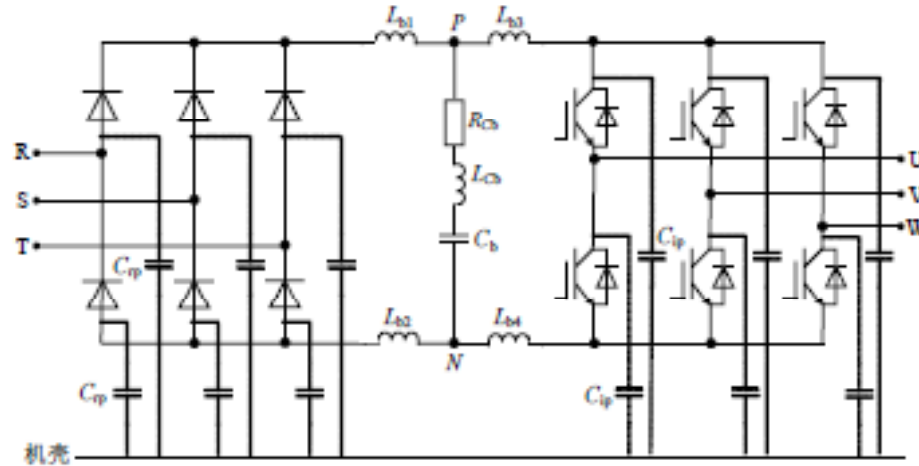 L_b1
P
L_b3
R_Cb
R
U
L_Cb
S
V
T
C_rp
C_b
C_ip
W
L_b2
L_b4
N
C_rp
C_ip
机壳